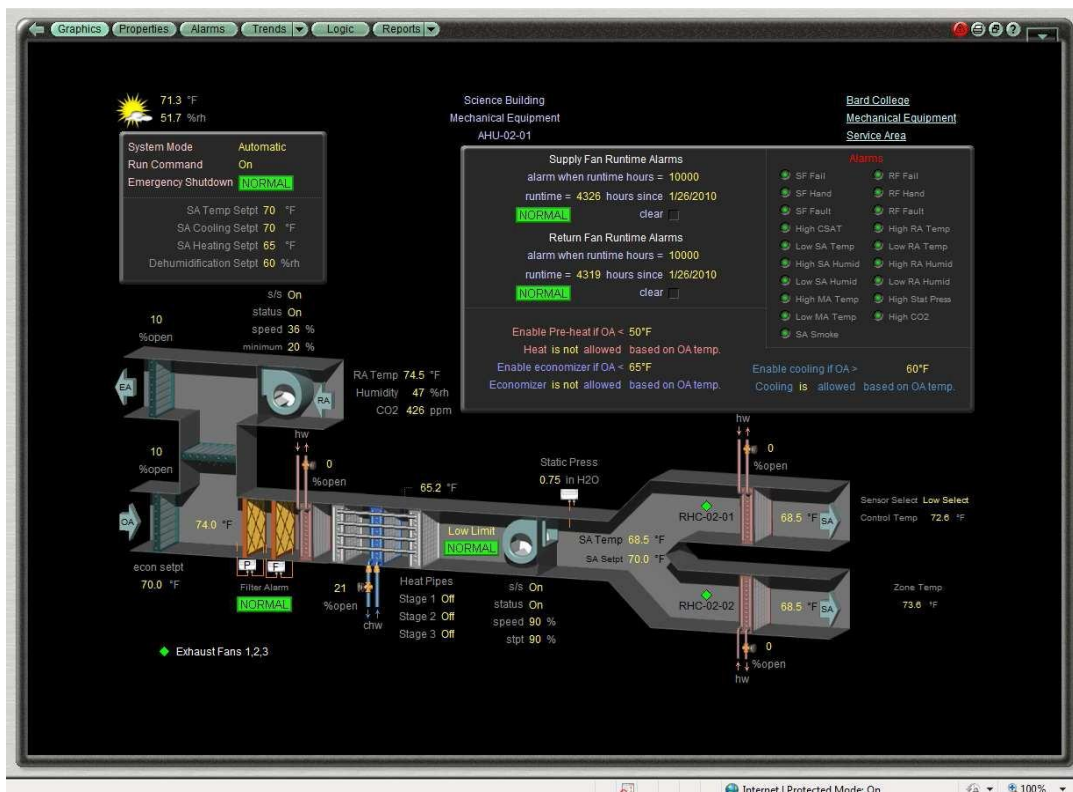 Graphics Properties Alarms Trends Logic Reports ?
71.3 °F
51.7 %rh
Science Building
Mechanical Equipment
AHU-02-01
Bard College
Mechanical Equipment
Service Area
System Mode Automatic
Run Command On
Emergency Shutdown NORMAL
SA Temp Setpt 70 °F
SA Cooling Setpt 70 °F
SA Heating Setpt 65 °F
Dehumidification Setpt 60 %rh
Supply Fan Runtime Alarms
alarm when runtime hours = 10000
runtime = 4326 hours since 1/26/2010
NORMAL clear
Return Fan Runtime Alarms
alarm when runtime hours = 10000
runtime = 4319 hours since 1/26/2010
NORMAL clear
Enable Pre-heat if OA < 50°F
Heat is not allowed based on OA temp.
Enable economizer if OA < 65°F
Economizer is not allowed based on OA temp.
Alarms
SF Fail RF Fail
SF Hand RF Hand
SF Fault RF Fault
High CSAT High RA Temp
Low SA Temp Low RA Temp
High SA Humid High RA Humid
Low SA Humid Low RA Humid
High MA Temp High Stat Press
Low MA Temp High CO2
SA Smoke
Enable cooling if OA > 60°F
Cooling is allowed based on OA temp.
s/s On
status On
speed 36 %
minimum 20 %
10
%open
EA
RA
RA Temp 74.5 °F
Humidity 47 %rh
CO2 426 ppm
hw
0
%open
10
%open
OA
74.0 °F
econ setpt
70.0 °F
P F
Filter Alarm
NORMAL
65.2 °F
21
%open
chw
Heat Pipes
Stage 1 Off
Stage 2 Off
Stage 3 Off
Low Limit
NORMAL
s/s On
status On
speed 90 %
stpt 90 %
Static Press
0.75 in H2O
SA Temp 68.5 °F
SA Setpt 70.0 °F
hw
0
%open
RHC-02-01
68.5 °F SA
Sensor Select Low Select
Control Temp 72.6 °F
RHC-02-02
68.5 °F SA
Zone Temp
73.6 °F
0
%open
hw
Exhaust Fans 1,2,3
Internet | Protected Mode: On 100%